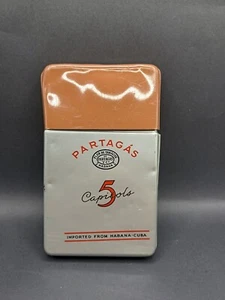 PARTAGÁS
5
Capitols
IMPORTED FROM HABANA-CUBA